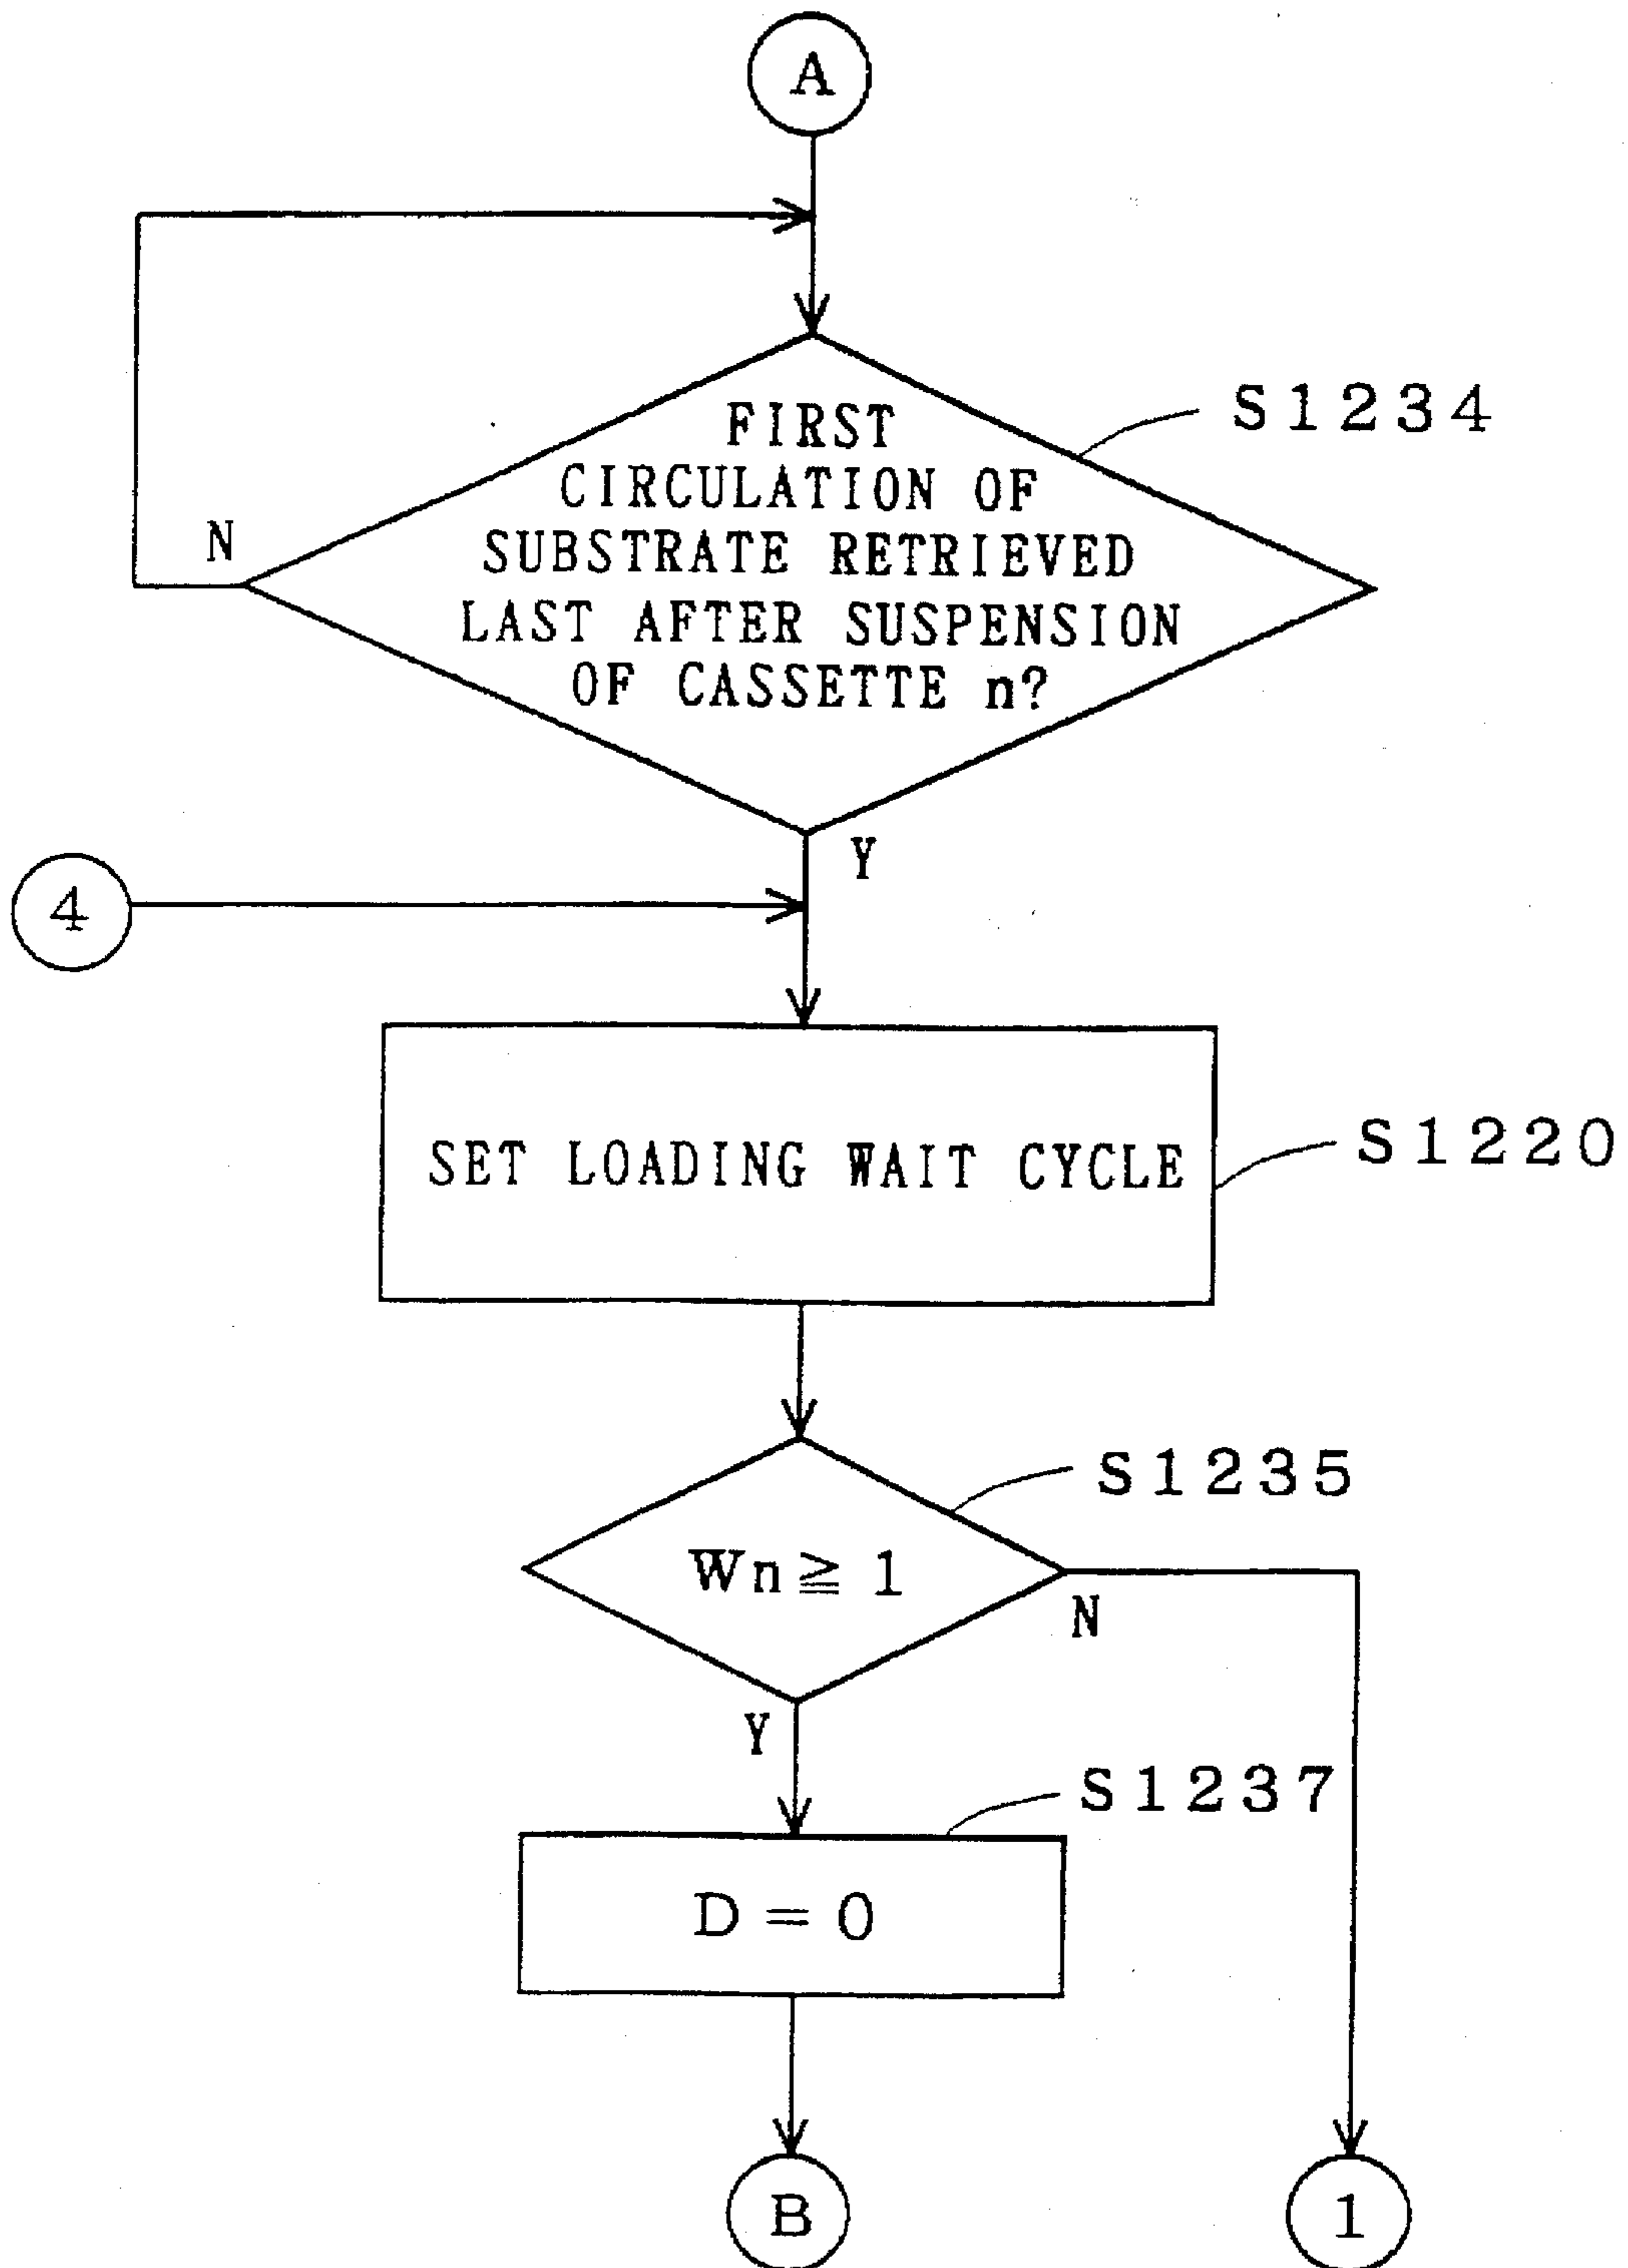 A
FIRST
S1234
CIRCULATION OF
N
SUBSTRATE RETRIEVED
LAST AFTER SUSPENSION
OF CASSETTE n?
Y
4
SET LOADING WAIT CYCLE
S1220
S1235
Wn ≧ 1
N
Y
S1237
D = 0
B
1